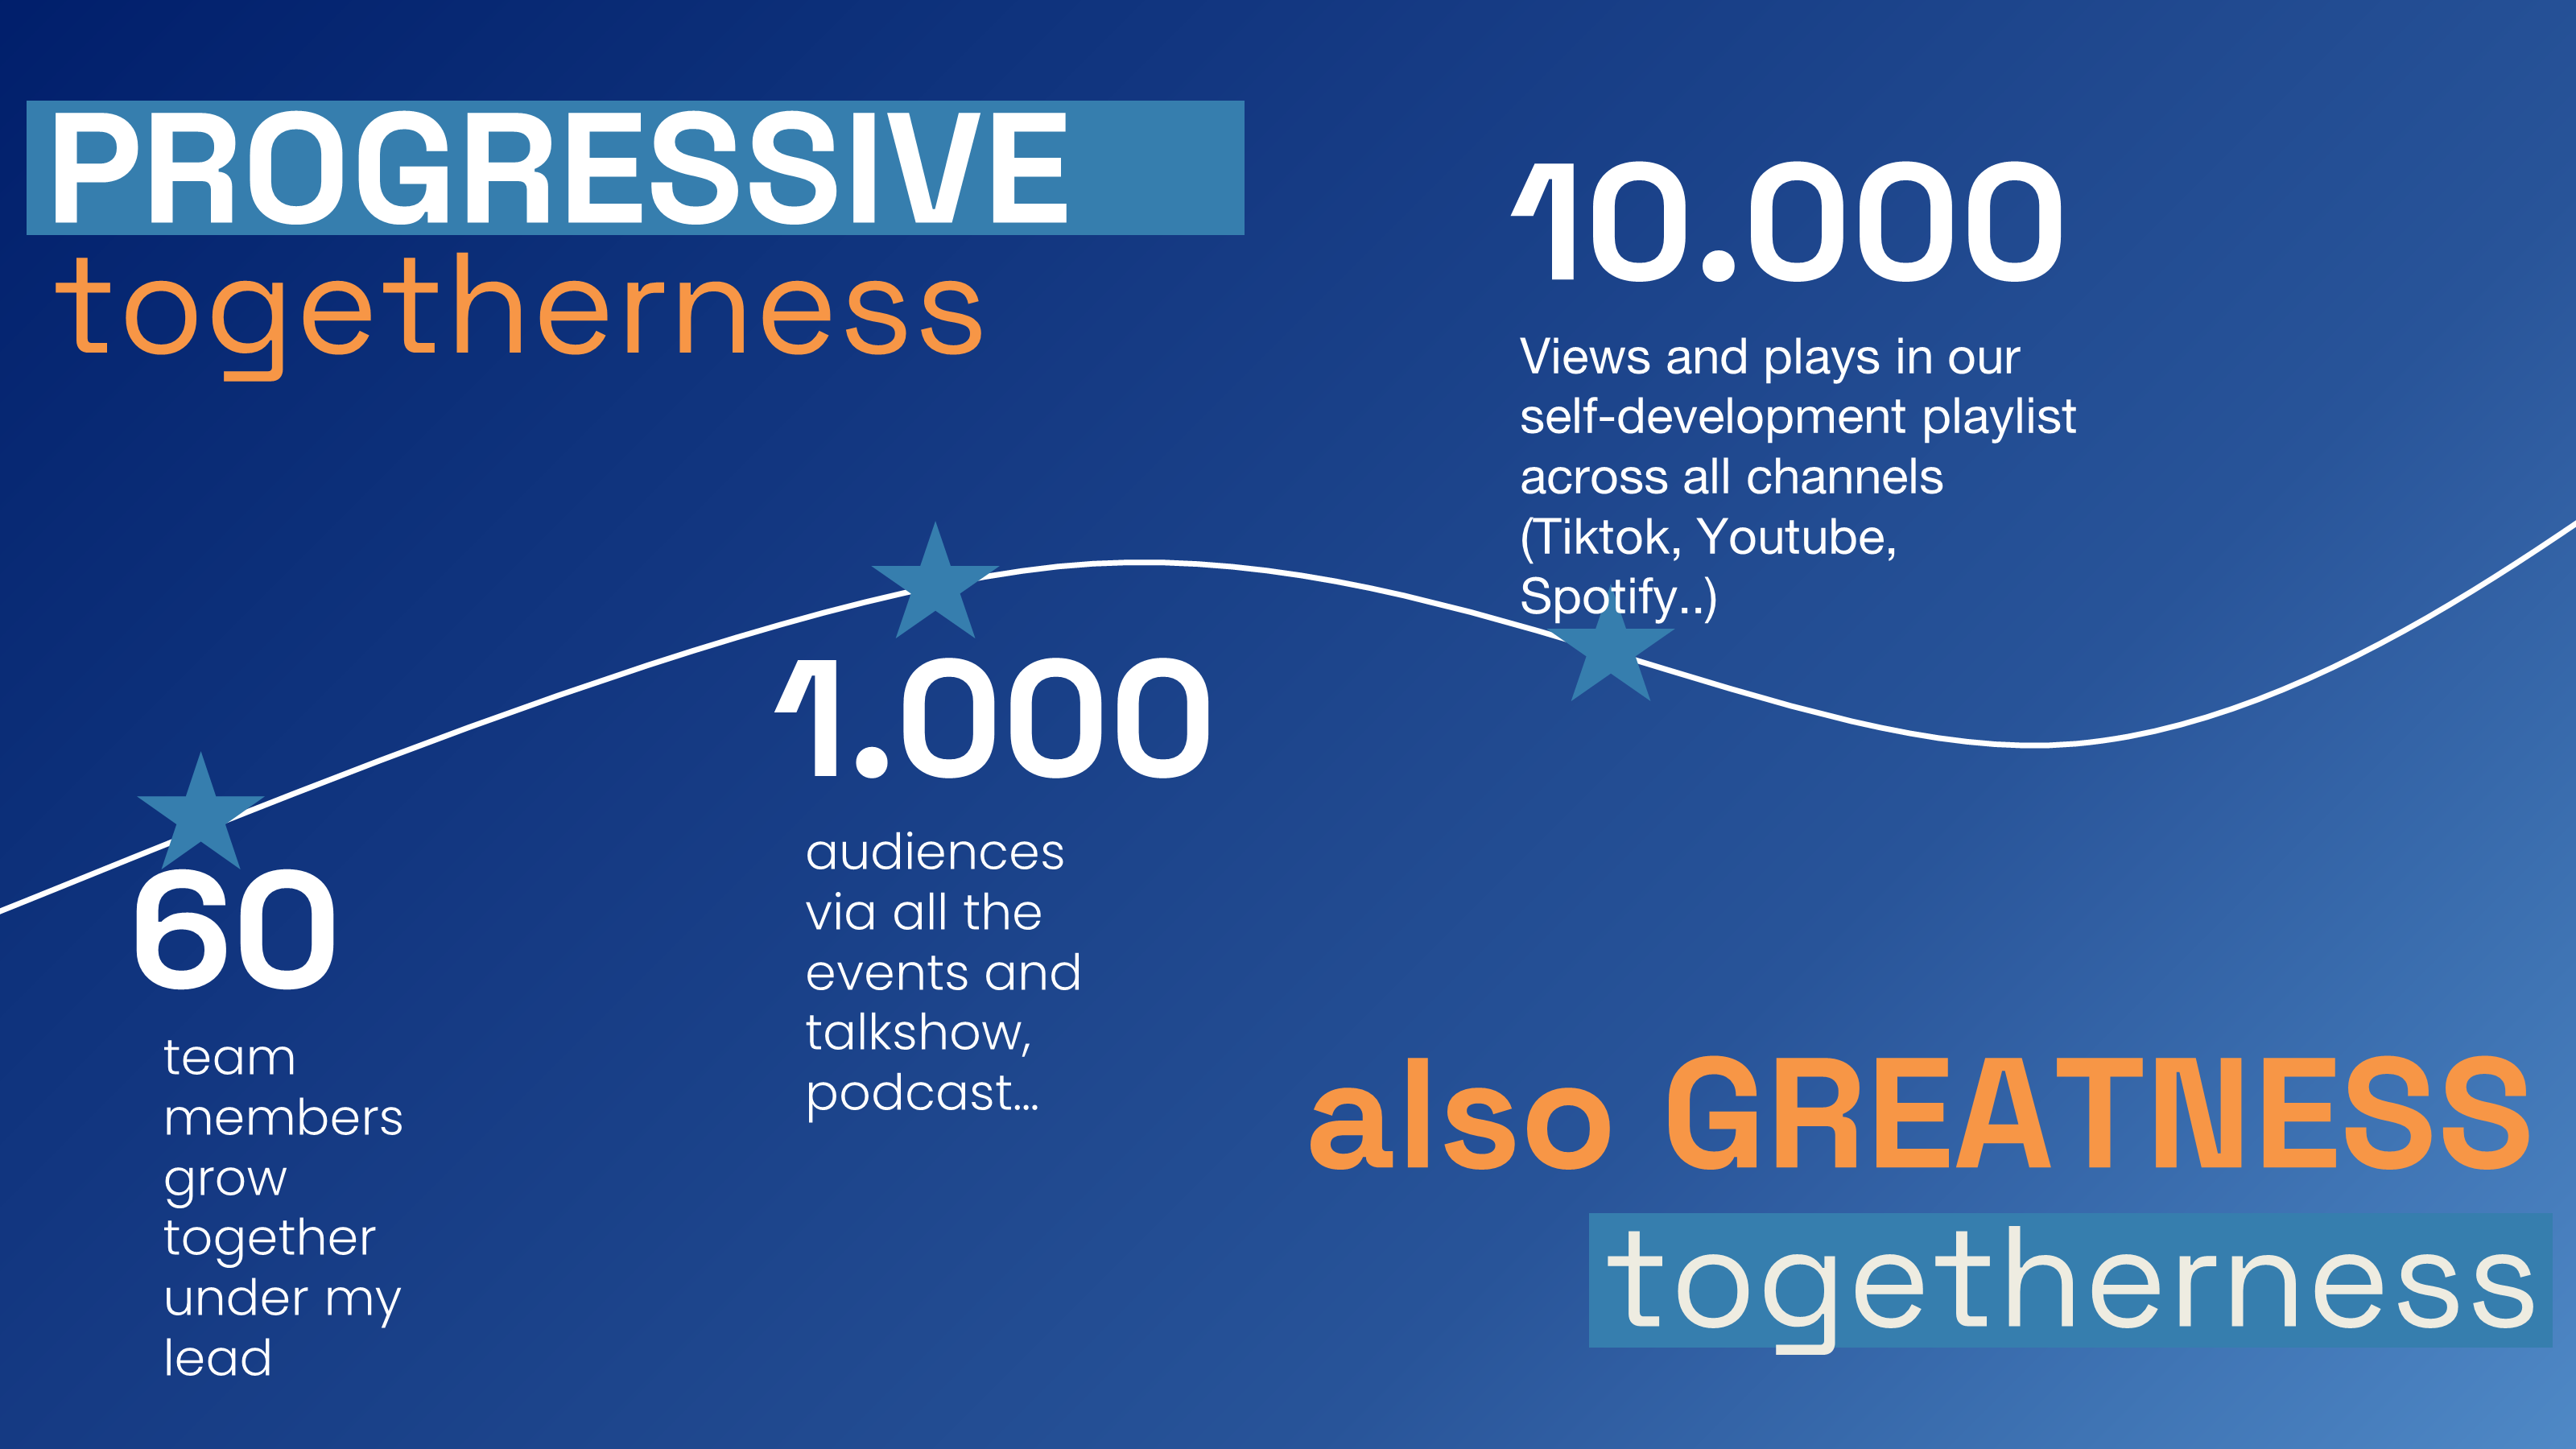 PROGRESSIVE
togetherness
10.000
Views and plays in our
self-development playlist
across all channels
(Tiktok, Youtube,
Spotify..)
1.000
audiences
via all the
events and
talkshow,
podcast...
60
team
members
grow
together
under my
lead
also GREATNESS
togetherness